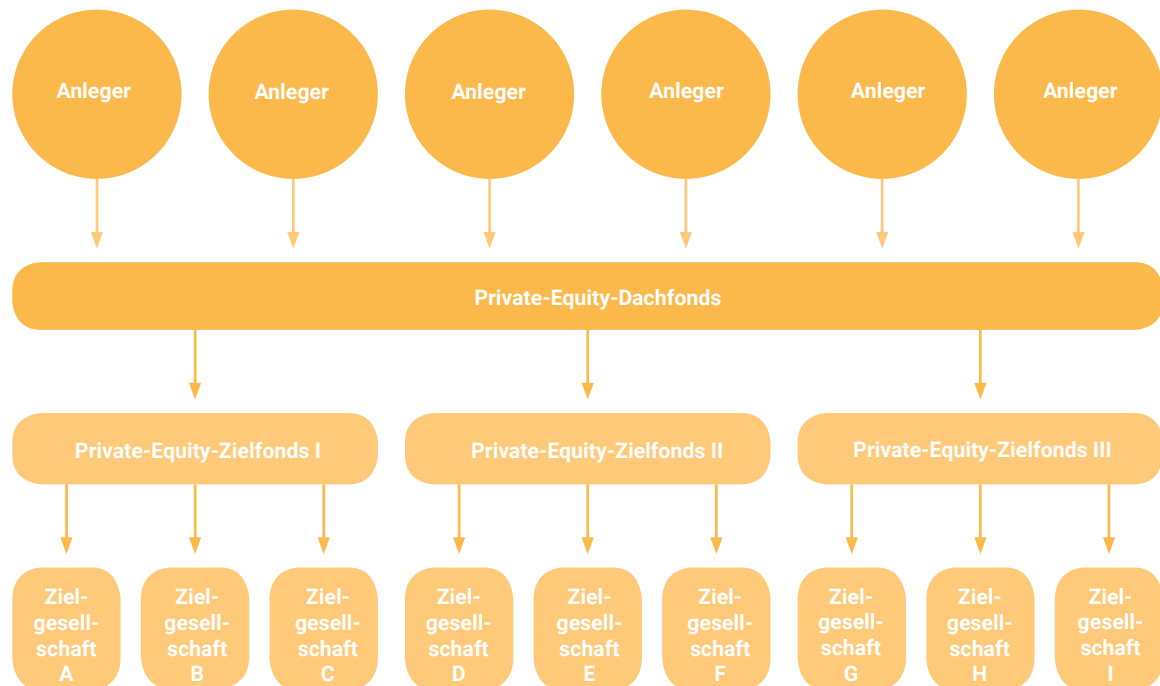 Anleger
Anleger
Anleger
Anleger
Anleger
Anleger
Private-Equity-Dachfonds
Private-Equity-Zielfonds I
Private-Equity-Zielfonds II
Private-Equity-Zielfonds III
Ziel-
gesell-
schaft
A
Ziel-
gesell-
schaft
B
Ziel-
gesell-
schaft
C
Ziel-
gesell-
schaft
D
Ziel-
gesell-
schaft
E
Ziel-
gesell-
schaft
F
Ziel-
gesell-
schaft
G
Ziel-
gesell-
schaft
H
Ziel-
gesell-
schaft
I